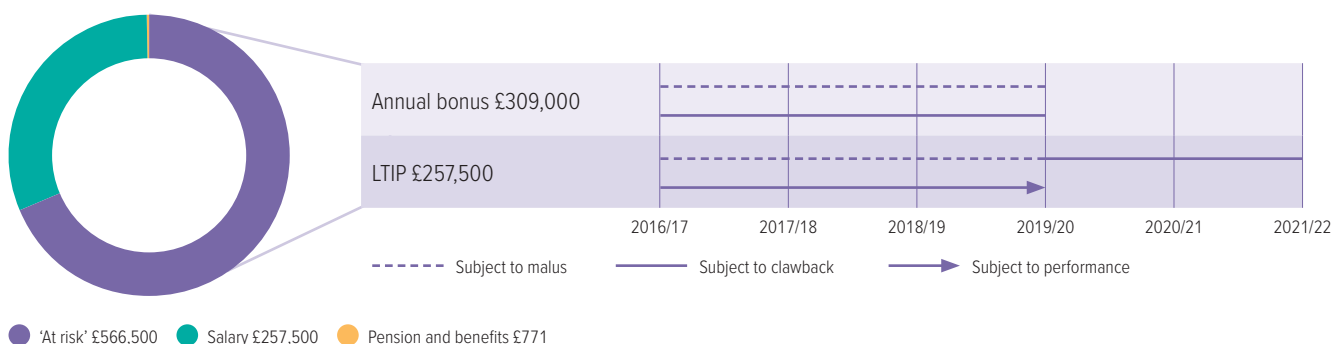 Annual bonus £309,000
LTIP £257,500
2016/17 2017/18 2018/19 2019/20 2020/21 2021/22
Subject to malus Subject to clawback Subject to performance
‘At risk’ £566,500 Salary £257,500 Pension and benefits £771